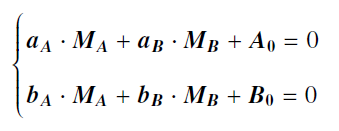 a_A · M_A + a_B · M_B + A_0 = 0
b_A · M_A + b_B · M_B + B_0 = 0